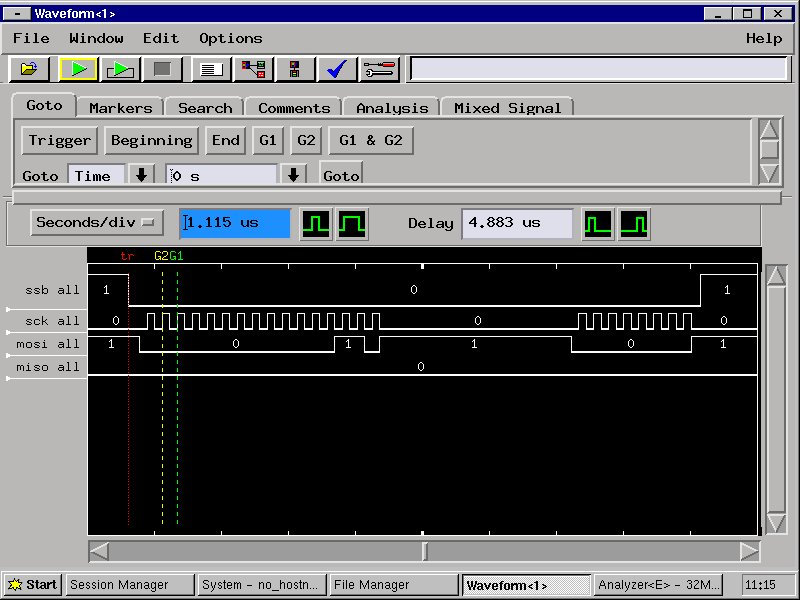 Waveform<1>
File Window Edit Options Help
Goto Markers Search Comments Analysis Mixed Signal
Trigger Beginning End G1 G2 G1 & G2
Goto Time 0 s Goto
Seconds/div 1.115 us Delay 4.883 us
tr G2 G1
ssb all 1 0 1
sck all 0 0 0
mosi all 1 0 1 1 0 1
miso all 0
Start Session Manager System - no_hostn... File Manager Waveform<1> Analyzer<E> - 32M... 11:15